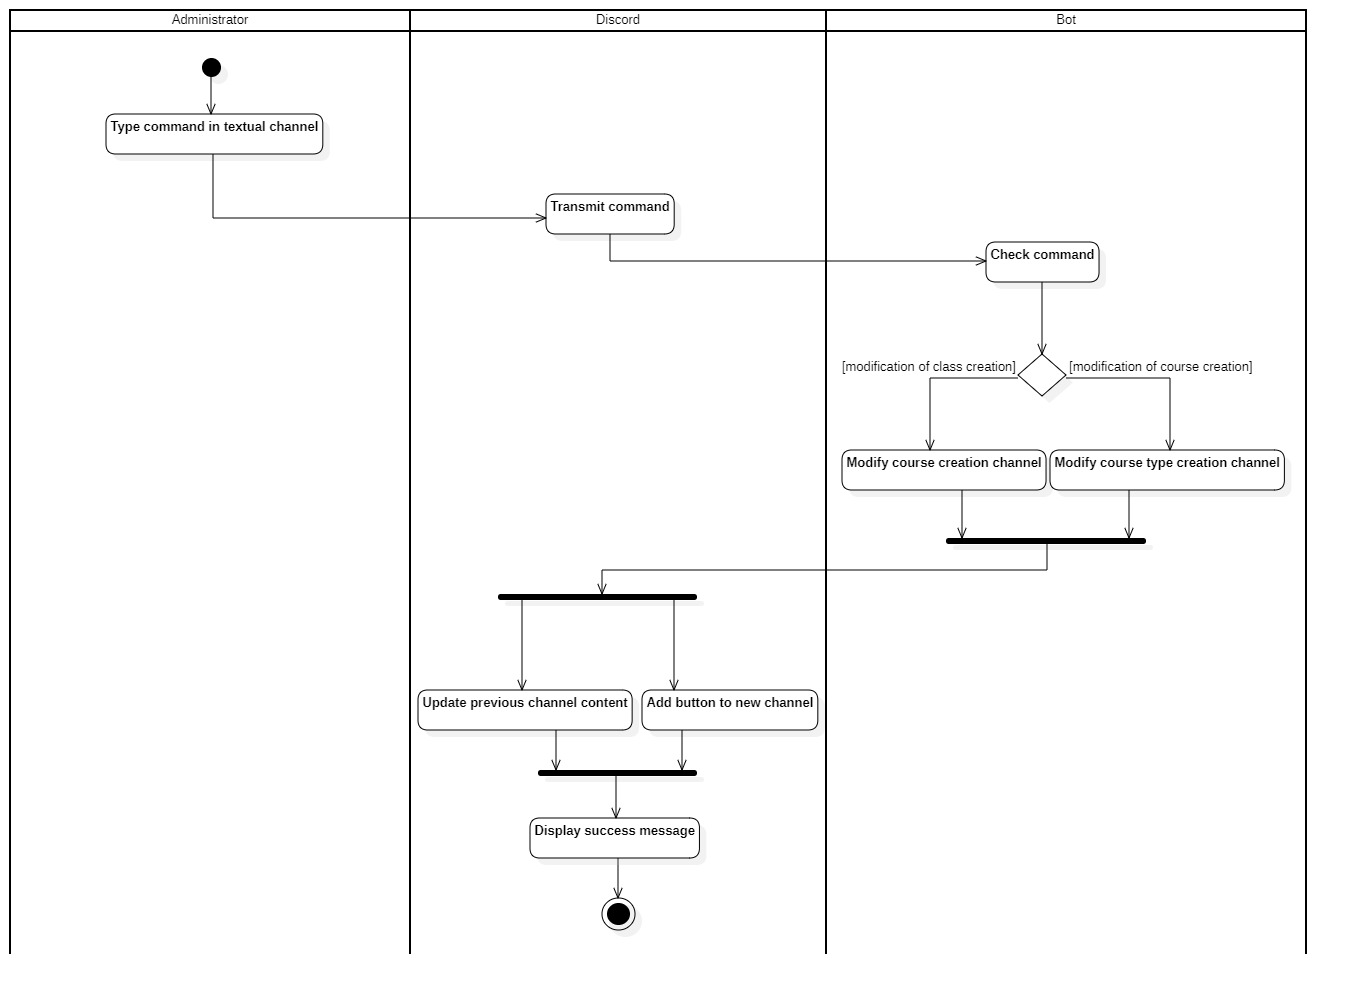 Administrator
Discord
Bot
Type command in textual channel
Transmit command
Check command
[modification of class creation]
[modification of course creation]
Modify course creation channel
Modify course type creation channel
Update previous channel content
Add button to new channel
Display success message